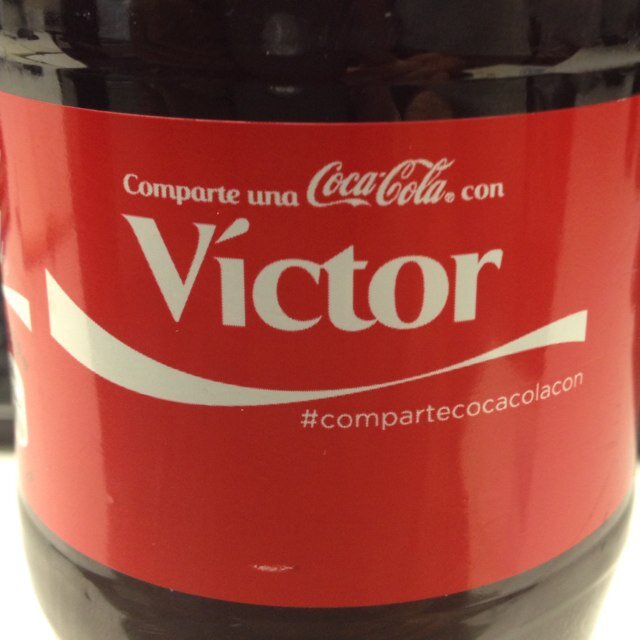 Comparte una Coca-Cola® con
Víctor
#compartecocacolacon